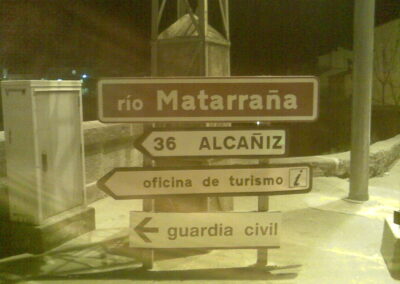 río Matarraña
36 ALCAÑIZ
oficina de turismo i
guardia civil